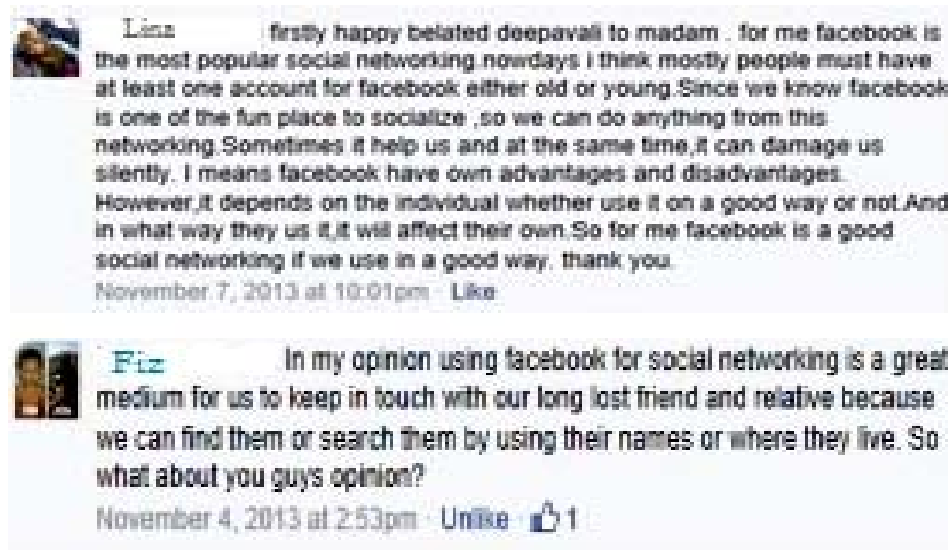 Linz firstly happy belated deepavali to madam . for me facebook is
the most popular social networking.nowdays i think mostly people must have
at least one account for facebook either old or young.Since we know facebook
is one of the fun place to socialize ,so we can do anything from this
networking.Sometimes it help us and at the same time,it can damage us
silently. I means facebook have own advantages and disadvantages.
However,it depends on the individual whether use it on a good way or not.And
in what way they us it,it will affect their own.So for me facebook is a good
social networking if we use in a good way. thank you.
November 7, 2013 at 10:01pm · Like
Fiz In my opinion using facebook for social networking is a great
medium for us to keep in touch with our long lost friend and relative because
we can find them or search them by using their names or where they live. So
what about you guys opinion?
November 4, 2013 at 2:53pm · Unlike · 1